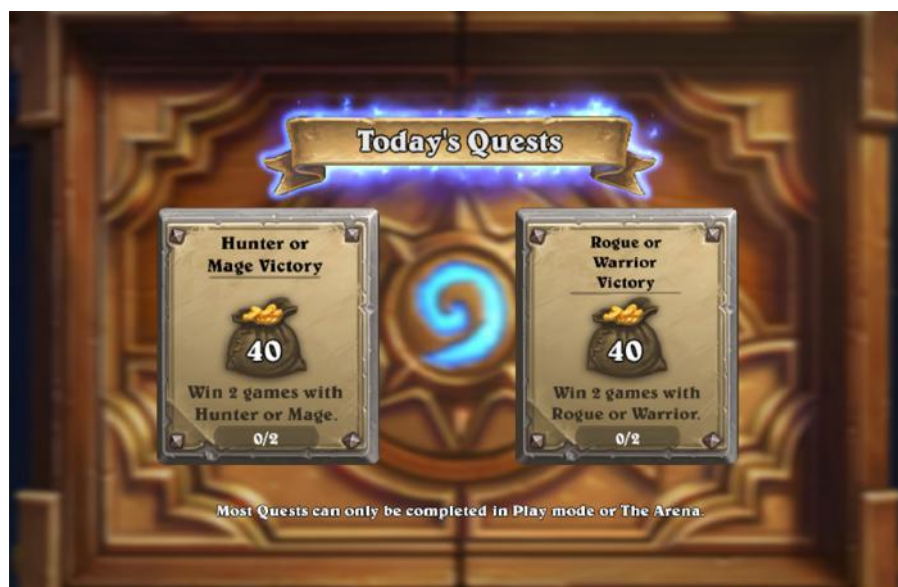 Today's Quests
Hunter or
Mage Victory
40
Win 2 games with
Hunter or Mage.
0/2
Rogue or
Warrior
Victory
40
Win 2 games with
Rogue or Warrior.
0/2
Most Quests can only be completed in Play mode or The Arena.